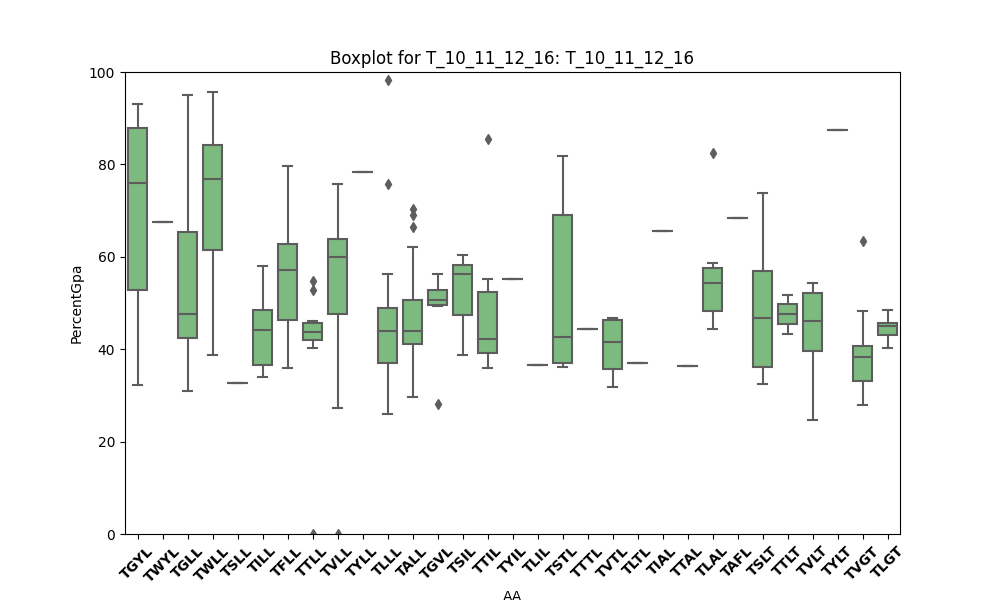 Boxplot for T_10_11_12_16: T_10_11_12_16
PercentGpa
100
80
60
40
20
0
TGYL TWYL TGLL TWLL TSLL TILL TFLL TTLL TVLL TYLL TLLL TALL TGVL TSIL TTIL TYIL TLIL TSTL TTTL TVTL TLTL TIAL TTAL TLAL TAFL TSLT TTLT TVLT TYLT TVGT TLGT
AA